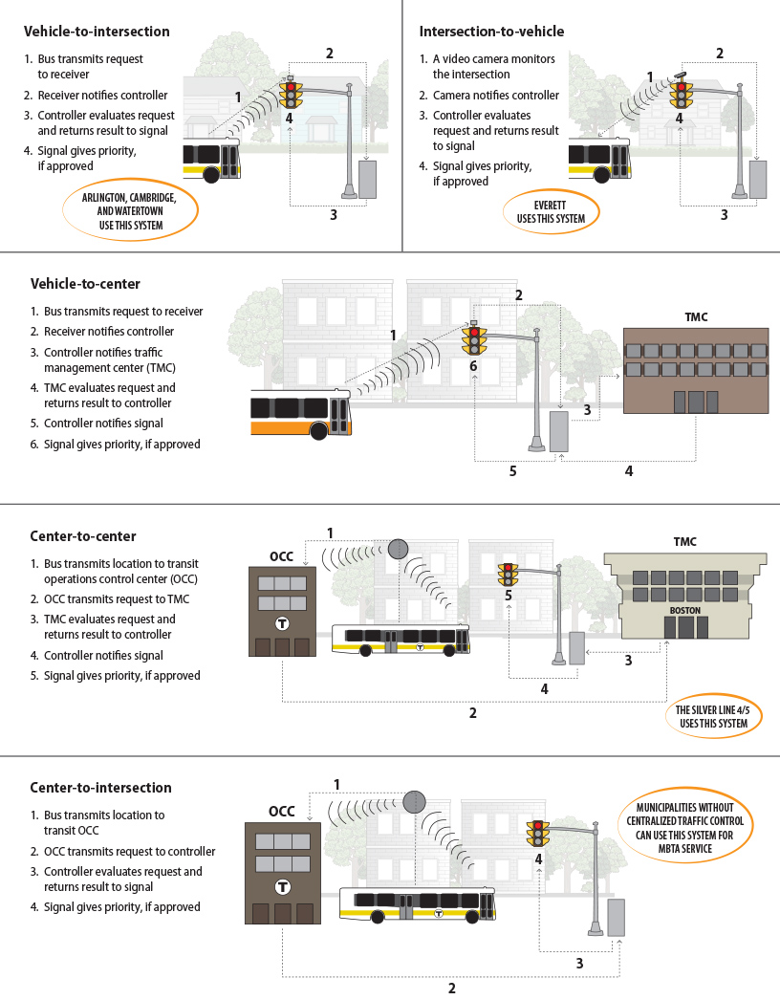 Vehicle-to-intersection
1. Bus transmits request
to receiver
2. Receiver notifies controller
3. Controller evaluates request
and returns result to signal
4. Signal gives priority,
if approved
ARLINGTON, CAMBRIDGE,
AND WATERTOWN
USE THIS SYSTEM
1
2
4
3
Intersection-to-vehicle
1. A video camera monitors
the intersection
2. Camera notifies controller
3. Controller evaluates
request and returns result
to signal
4. Signal gives priority,
if approved
EVERETT
USES THIS SYSTEM
1
2
4
3
Vehicle-to-center
1. Bus transmits request to receiver
2. Receiver notifies controller
3. Controller notifies traffic
management center (TMC)
4. TMC evaluates request and
returns result to controller
5. Controller notifies signal
6. Signal gives priority, if approved
1
2
TMC
6
3
5
4
Center-to-center
1. Bus transmits location to transit
operations control center (OCC)
2. OCC transmits request to TMC
3. TMC evaluates request and
returns result to controller
4. Controller notifies signal
5. Signal gives priority, if approved
1
OCC
TMC
5
BOSTON
T
T
3
4
2
THE SILVER LINE 4/5
USES THIS SYSTEM
Center-to-intersection
1. Bus transmits location to
transit OCC
2. OCC transmits request to controller
3. Controller evaluates request and
returns result to signal
4. Signal gives priority, if approved
1
OCC
4
T
T
3
2
MUNICIPALITIES WITHOUT
CENTRALIZED TRAFFIC CONTROL
CAN USE THIS SYSTEM FOR
MBTA SERVICE